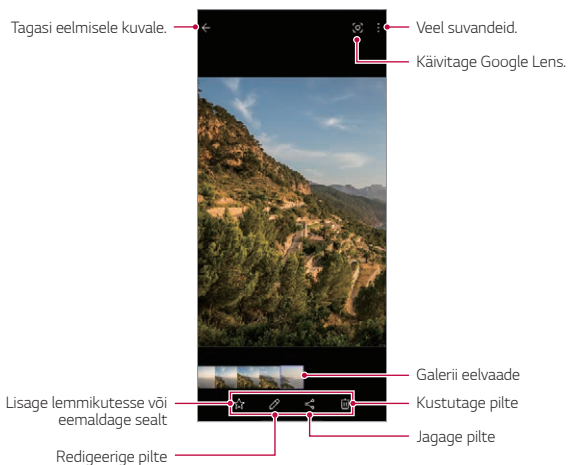 Tagasi eelmisele kuvale.
Veel suvandeid.
Käivitage Google Lens.
Galerii eelvaade
Lisage lemmikutesse või
eemaldage sealt
Kustutage pilte
Jagage pilte
Redigeerige pilte